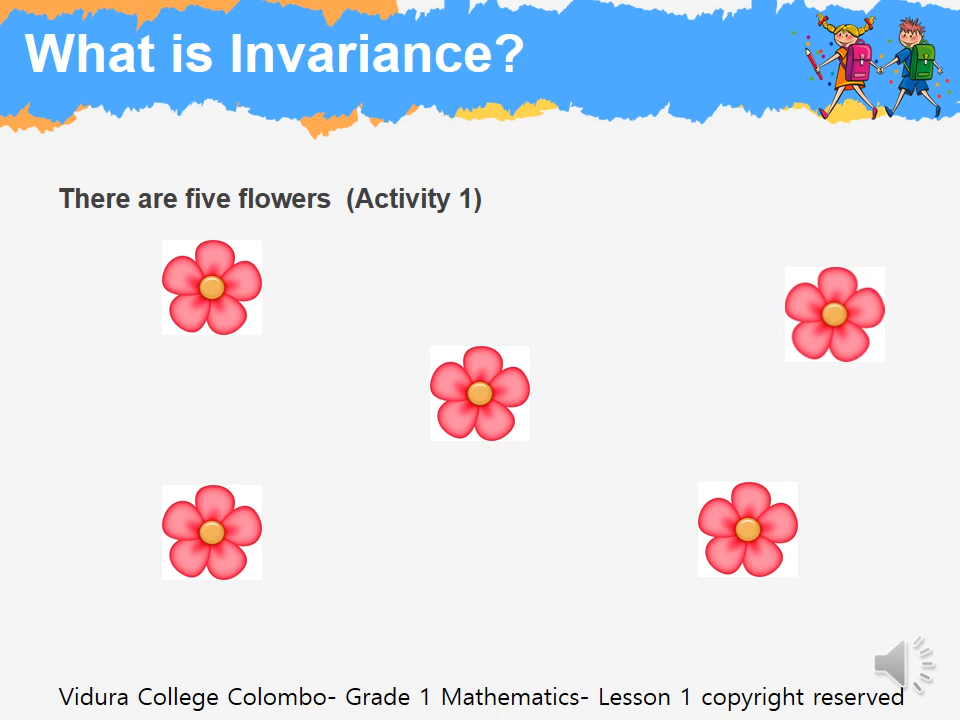 What is Invariance?
There are five flowers  (Activity 1)
Vidura College Colombo- Grade 1 Mathematics- Lesson 1 copyright reserved